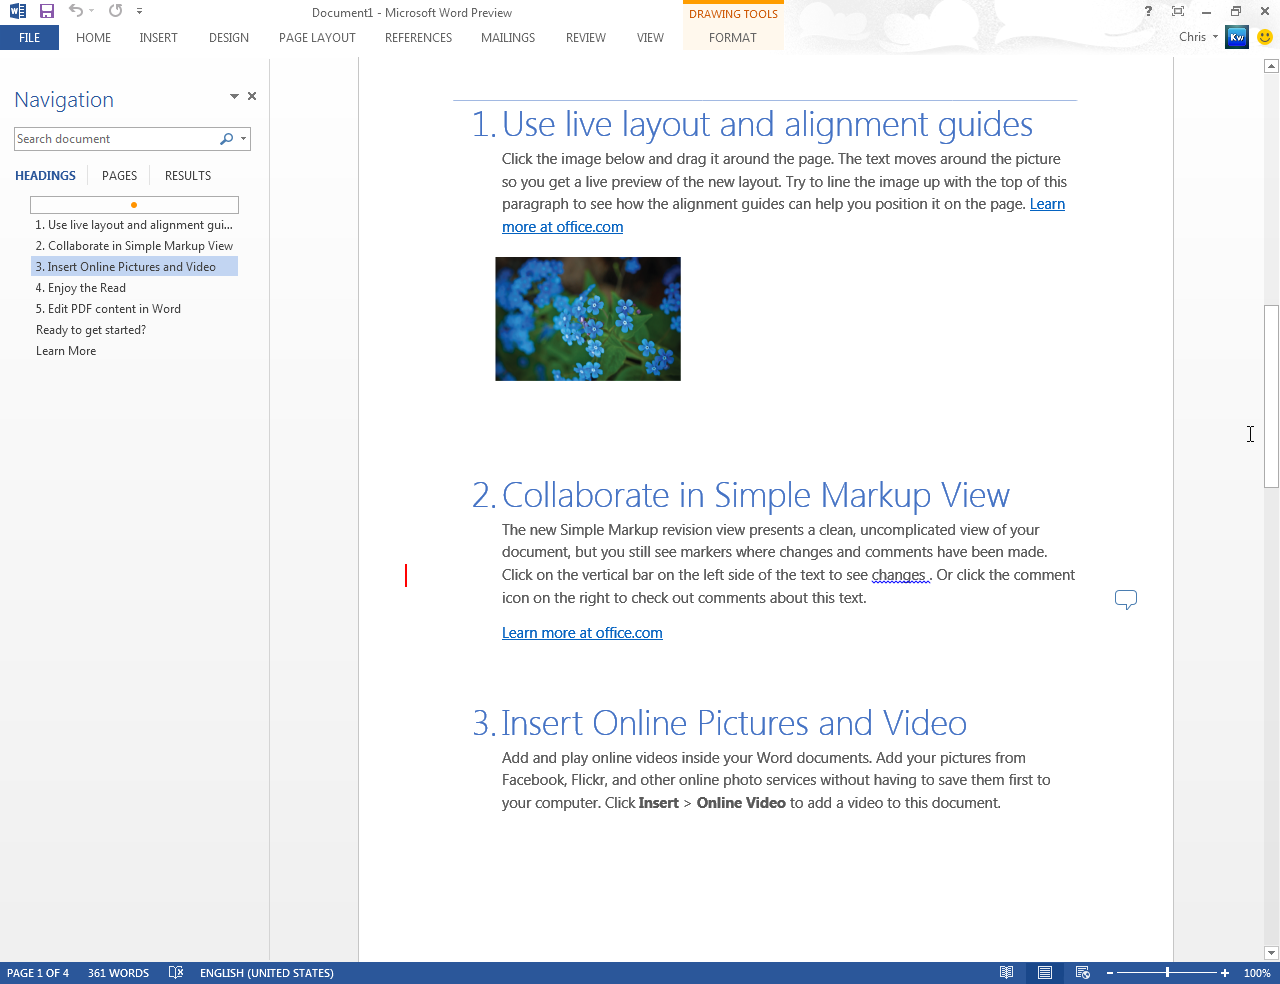 Document1 - Microsoft Word Preview
DRAWING TOOLS
?
FILE
HOME
INSERT
DESIGN
PAGE LAYOUT
REFERENCES
MAILINGS
REVIEW
VIEW
FORMAT
Chris
Kw
Navigation
Search document
HEADINGS
PAGES
RESULTS
1. Use live layout and alignment gui...
2. Collaborate in Simple Markup View
3. Insert Online Pictures and Video
4. Enjoy the Read
5. Edit PDF content in Word
Ready to get started?
Learn More
1. Use live layout and alignment guides
Click the image below and drag it around the page. The text moves around the picture
so you get a live preview of the new layout. Try to line the image up with the top of this
paragraph to see how the alignment guides can help you position it on the page. Learn
more at office.com
2. Collaborate in Simple Markup View
The new Simple Markup revision view presents a clean, uncomplicated view of your
document, but you still see markers where changes and comments have been made.
Click on the vertical bar on the left side of the text to see changes . Or click the comment
icon on the right to check out comments about this text.
Learn more at office.com
3. Insert Online Pictures and Video
Add and play online videos inside your Word documents. Add your pictures from
Facebook, Flickr, and other online photo services without having to save them first to
your computer. Click Insert > Online Video to add a video to this document.
PAGE 1 OF 4
361 WORDS
ENGLISH (UNITED STATES)
100%